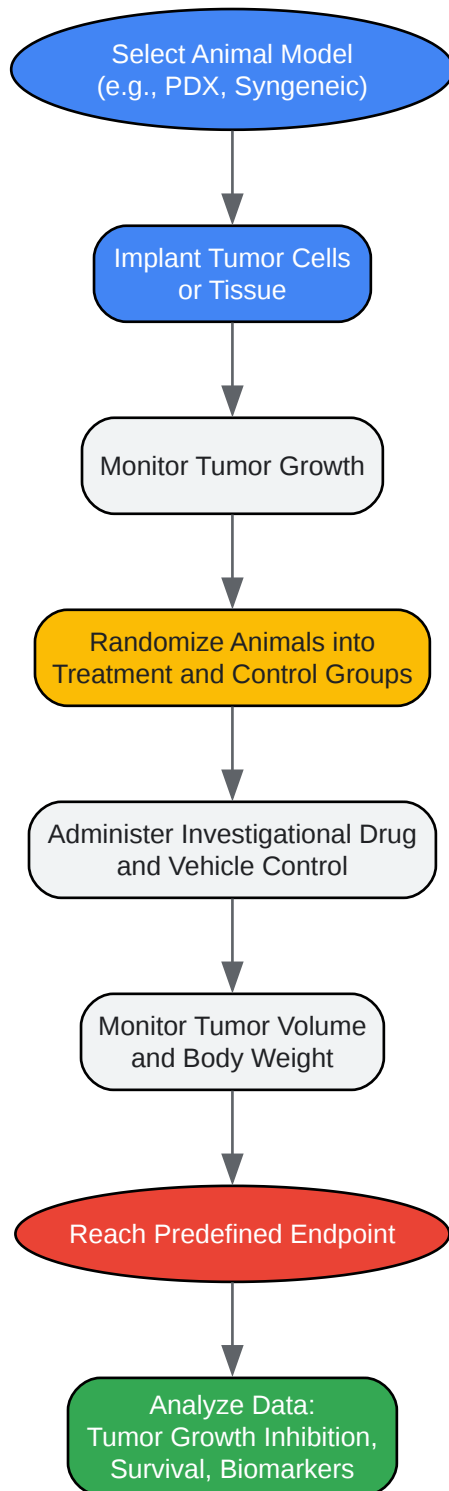 Select Animal Model
(e.g., PDX, Syngeneic)
Implant Tumor Cells
or Tissue
Monitor Tumor Growth
Randomize Animals into
Treatment and Control Groups
Administer Investigational Drug
and Vehicle Control
Monitor Tumor Volume
and Body Weight
Reach Predefined Endpoint
Analyze Data:
Tumor Growth Inhibition,
Survival, Biomarkers